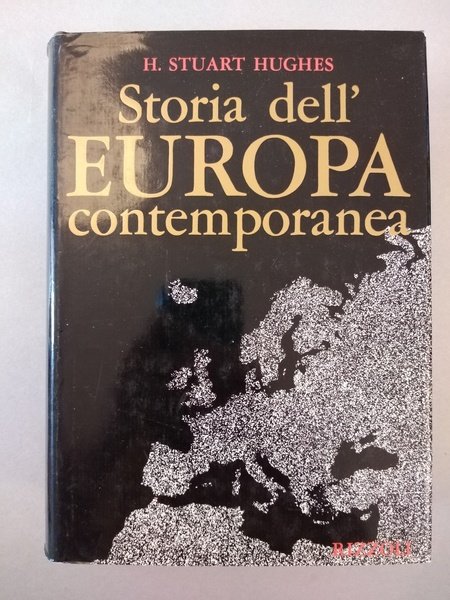 H. STUART HUGHES
Storia dell'
EUROPA
contemporanea
RIZZOLI